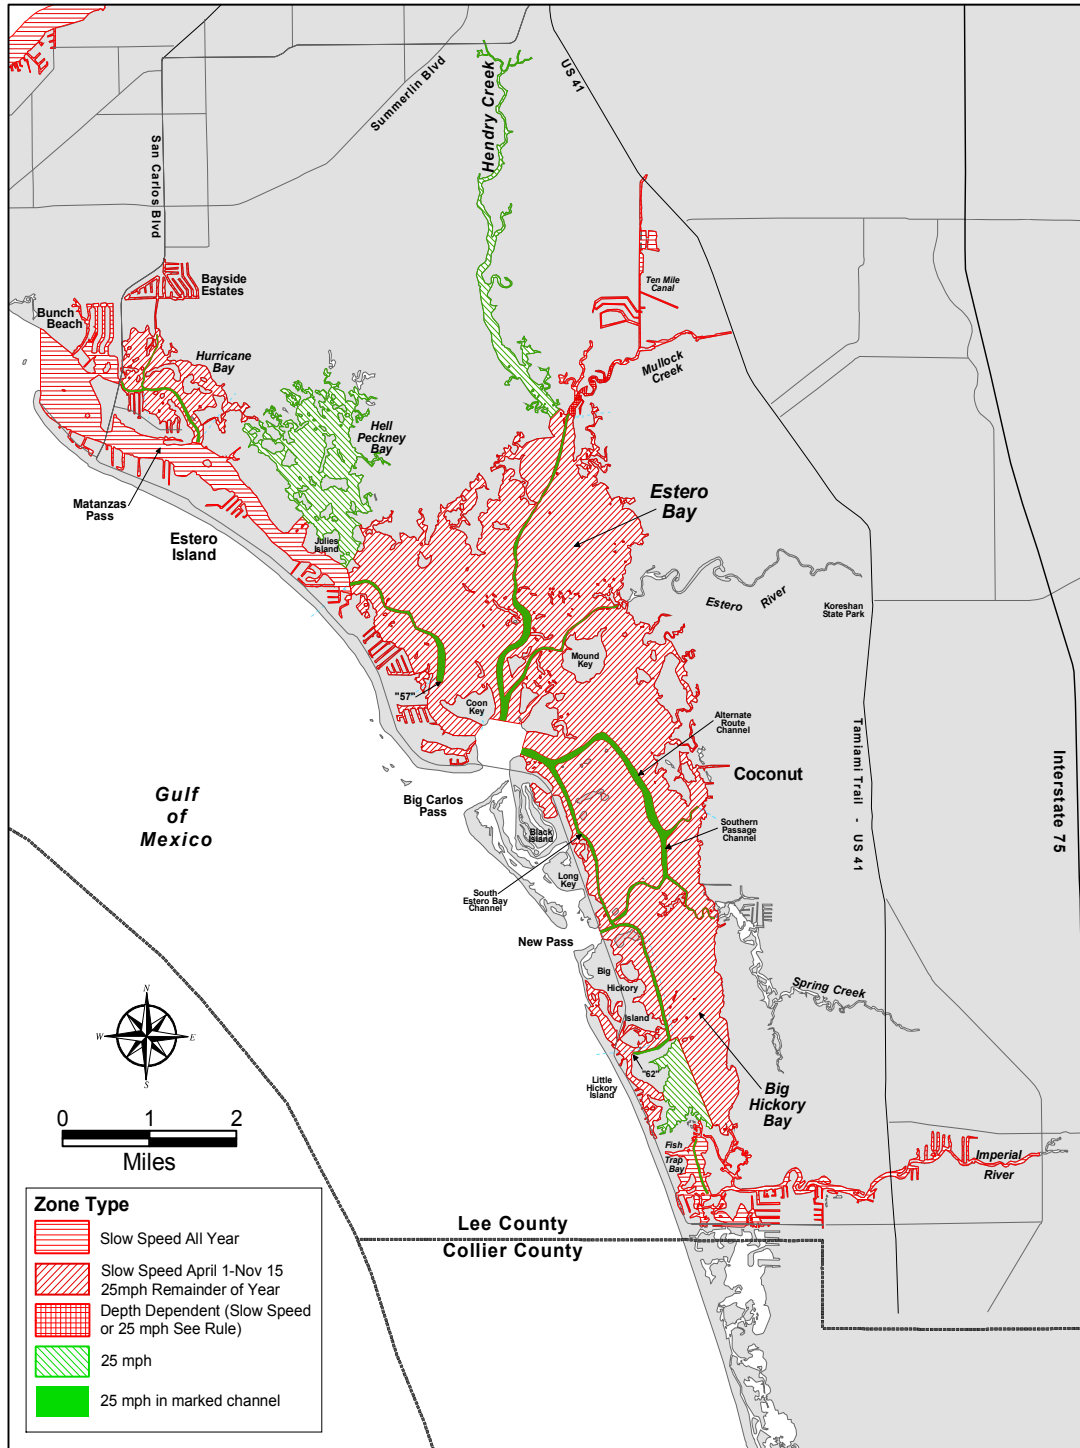 Hendry Creek
US 41
Summerlin Blvd
San Carlos Blvd
Ten Mile
Canal
Bayside
Estates
Bunch
Beach
Hurricane
Bay
Mullock
Creek
Hell
Peckney
Bay
Matanzas
Pass
Estero
Bay
Estero
Island
Julies
Island
Estero River
Koreshan
State Park
Mound
Key
"57"
Coon
Key
Alternate
Route
Channel
Tamiami Trail - US 41
Interstate 75
Coconut
Gulf
of
Mexico
Big Carlos
Pass
Black
Island
Southern
Passage
Channel
Long
Key
South
Estero Bay
Channel
New Pass
Big
Hickory
Island
Spring Creek
N
W E
S
"62"
Little
Hickory
Island
Big
Hickory
Bay
0 1 2
Miles
Fish
Trap
Bay
Imperial
River
Lee County
Collier County
Zone Type
Slow Speed All Year
Slow Speed April 1-Nov 15
25mph Remainder of Year
Depth Dependent (Slow Speed
or 25 mph See Rule)
25 mph
25 mph in marked channel